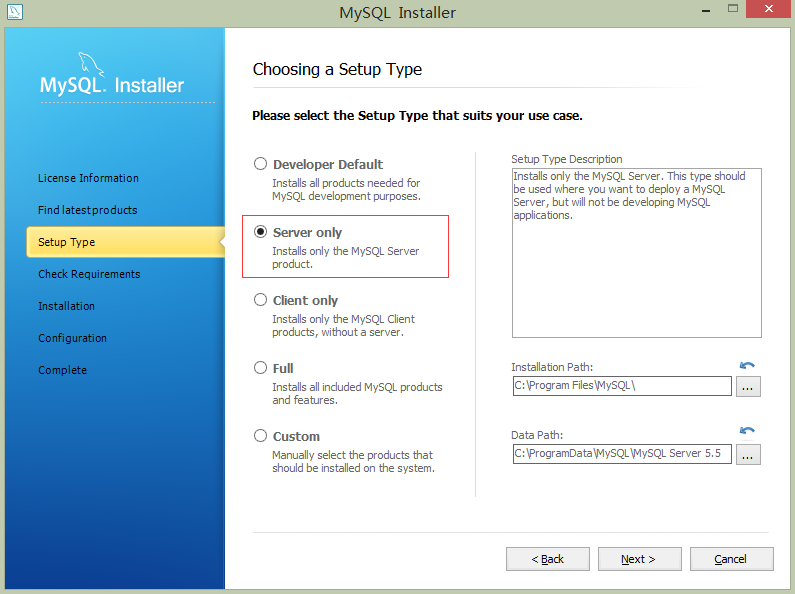 MySQL Installer
MySQL Installer
License Information
Find latest products
Setup Type
Check Requirements
Installation
Configuration
Complete
Choosing a Setup Type
Please select the Setup Type that suits your use case.
Developer Default
Installs all products needed for
MySQL development purposes.
Server only
Installs only the MySQL Server
product.
Client only
Installs only the MySQL Client
products, without a server.
Full
Installs all included MySQL products
and features.
Custom
Manually select the products that
should be installed on the system.
Setup Type Description
Installs only the MySQL Server. This type should
be used where you want to deploy a MySQL
Server, but will not be developing MySQL
applications.
Installation Path:
C:\Program Files\MySQL\
...
Data Path:
C:\ProgramData\MySQL\MySQL Server 5.5
...
< Back
Next >
Cancel